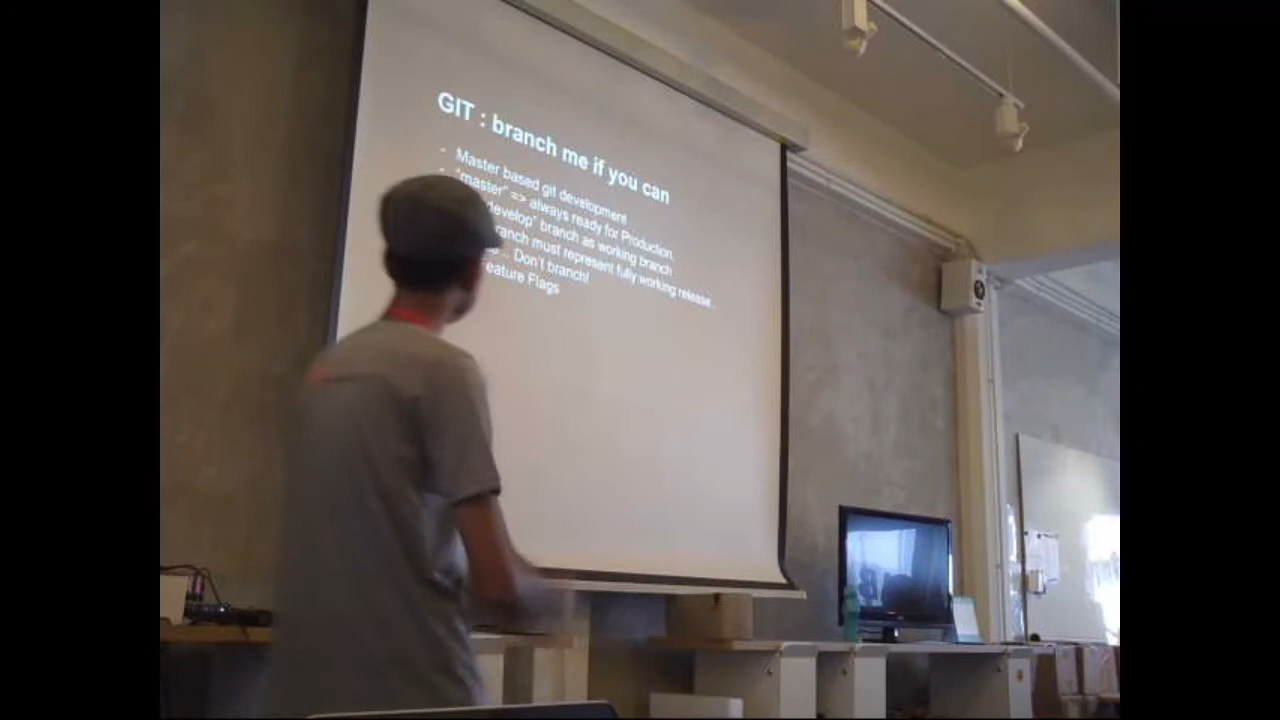 GIT : branch me if you can
- Master based git development
- "master" => always ready for Production.
develop" branch as working branch
branch must represent fully working release..
.. Don't branch!
Feature Flags